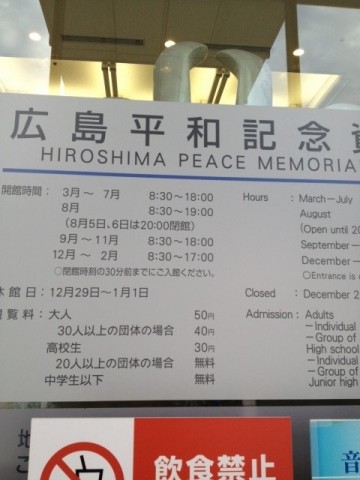 広島平和記念資
HIROSHIMA PEACE MEMORIA
開館時間: 3月～ 7月 8:30～18:00
8月 8:30～19:00
(8月5日、6日は20:00閉館)
9月～11月 8:30～18:00
12月～ 2月 8:30～17:00
○閉館時刻の30分前までにご入館ください。
休館日:12月29日～1月1日
観覧料:大人 50円
30人以上の団体の場合 40円
高校生 30円
20人以上の団体の場合 無料
中学生以下 無料
Hours : March-July
August
(Open until 20
September-
December-
○Entrance is
Closed : December 2
Admission : Adults
-Individual
-Group of
High school
-Individual
-Group of
Junior high
飲食禁止
音